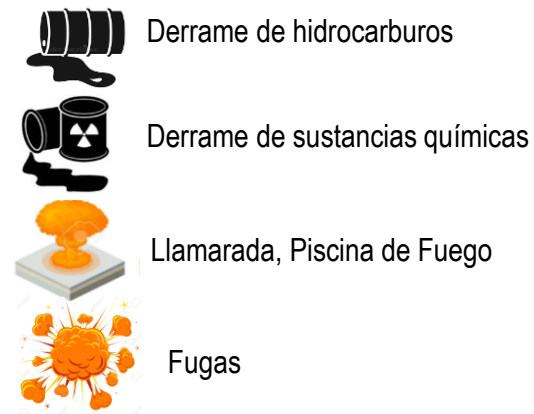 Derrame de hidrocarburos
Derrame de sustancias químicas
Llamarada, Piscina de Fuego
Fugas